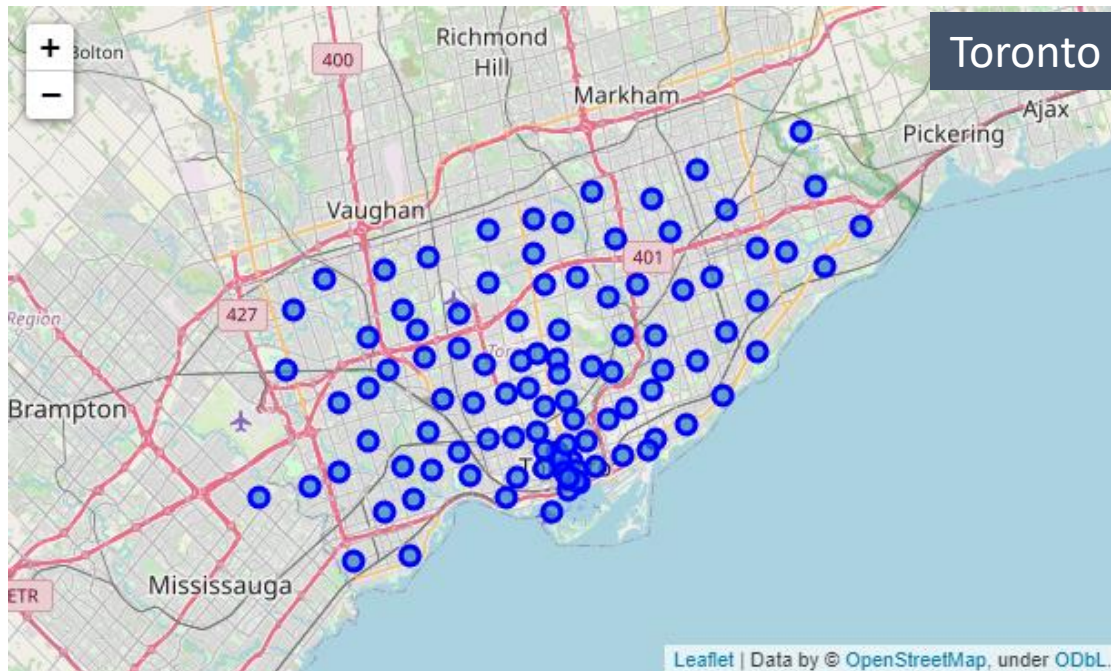 Toronto
+
−
Bolton
400
Richmond
Hill
Markham
Ajax
Pickering
Vaughan
401
427
Region
Brampton
Mississauga
ETR
Leaflet | Data by © OpenStreetMap, under ODbL.